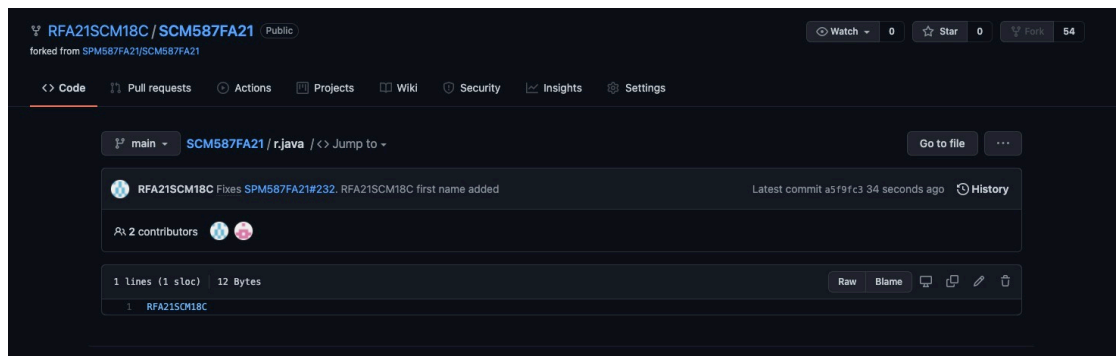 RFA21SCM18C / SCM587FA21 Public
Watch 0 Star 0 Fork 54
forked from SPM587FA21/SCM587FA21
<> Code Pull requests Actions Projects Wiki Security Insights Settings
main SCM587FA21 / r.java / <> Jump to
Go to file ...
RFA21SCM18C Fixes SPM587FA21#232. RFA21SCM18C first name added
Latest commit a5f9fc3 34 seconds ago History
2 contributors
1 lines (1 sloc) 12 Bytes
Raw Blame
1 RFA21SCM18C